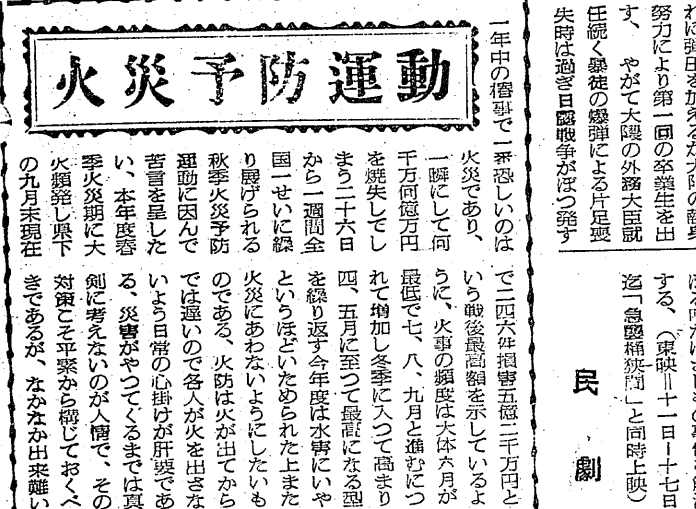 努力により第一回の卒業生を出
す、やがて大隈の外務大臣就
任続く暴徒の爆弾による片足喪
失時は過ぎ日露戦争がぼつ発す
する、(東映=十一日―十七日
迄「急襲桶狭間」と同時上映)
民劇
火災予防運動
一年中の惨事で一番恐しいのは
火災であり、
一瞬にして何
千万何億万円
を焼失してし
まう二十六日
から一週間全
国一せいに繰
り展げられる
秋季火災予防
運動に因んで
苦言を呈した
い、本年度春
季火災期に大
火頻発し県下
の九月末現在
で二四六件損害五億二千万円と
いう戦後最高額を示しているよ
うに、火事の頻度は大体六月が
最低で七、八、九月と進むにつ
れて増加し冬季に入つて高まり
四、五月に至つて最高になる型
を繰り返す今年度は水害にいや
というほどいためられた上また
火災にあわないようにしたいも
のである、火防は火が出てから
では遅いので各人が火を出さな
いよう日常の心掛けが肝要であ
る、災害がやつてくるまでは真
剣に考えないのが人情で、その
対策こそ平素から構じておくべ
きであるが、なかなか出来難い